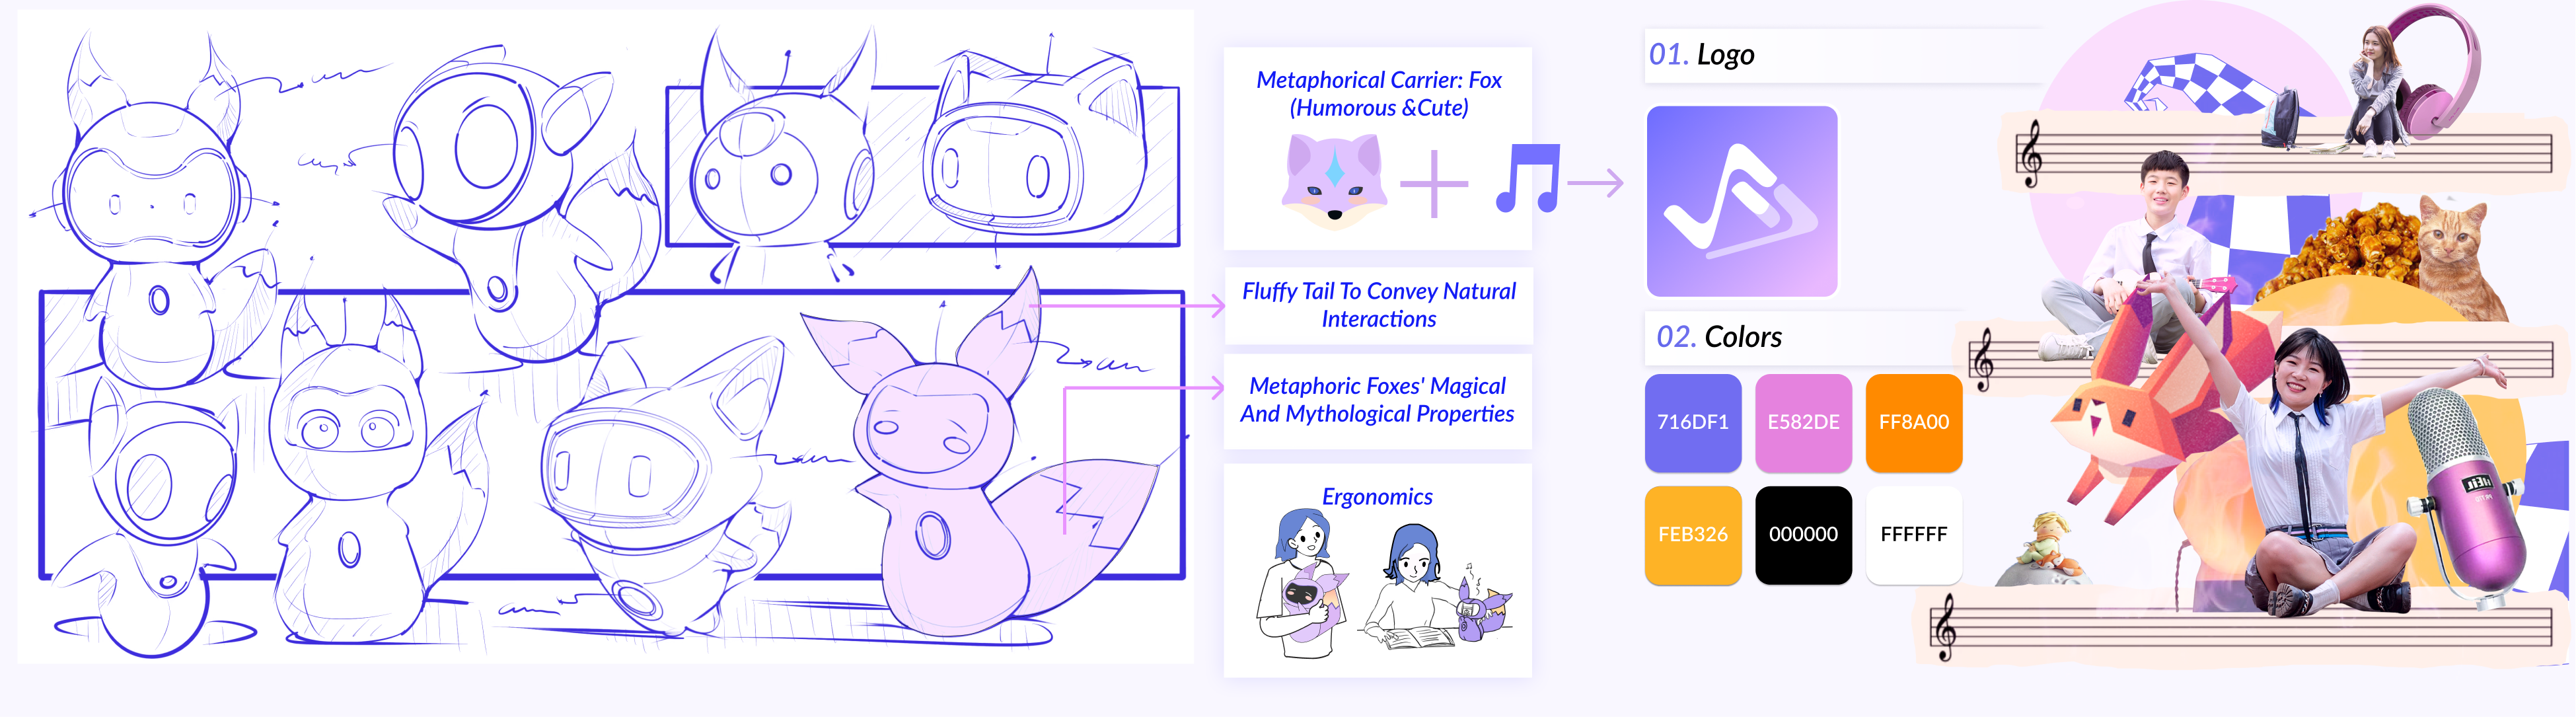 Metaphorical Carrier: Fox
(Humorous &Cute)
Fluffy Tail To Convey Natural
Interactions
Metaphoric Foxes' Magical
And Mythological Properties
Ergonomics
01. Logo
02. Colors
716DF1
E582DE
FF8A00
FEB326
000000
FFFFFF